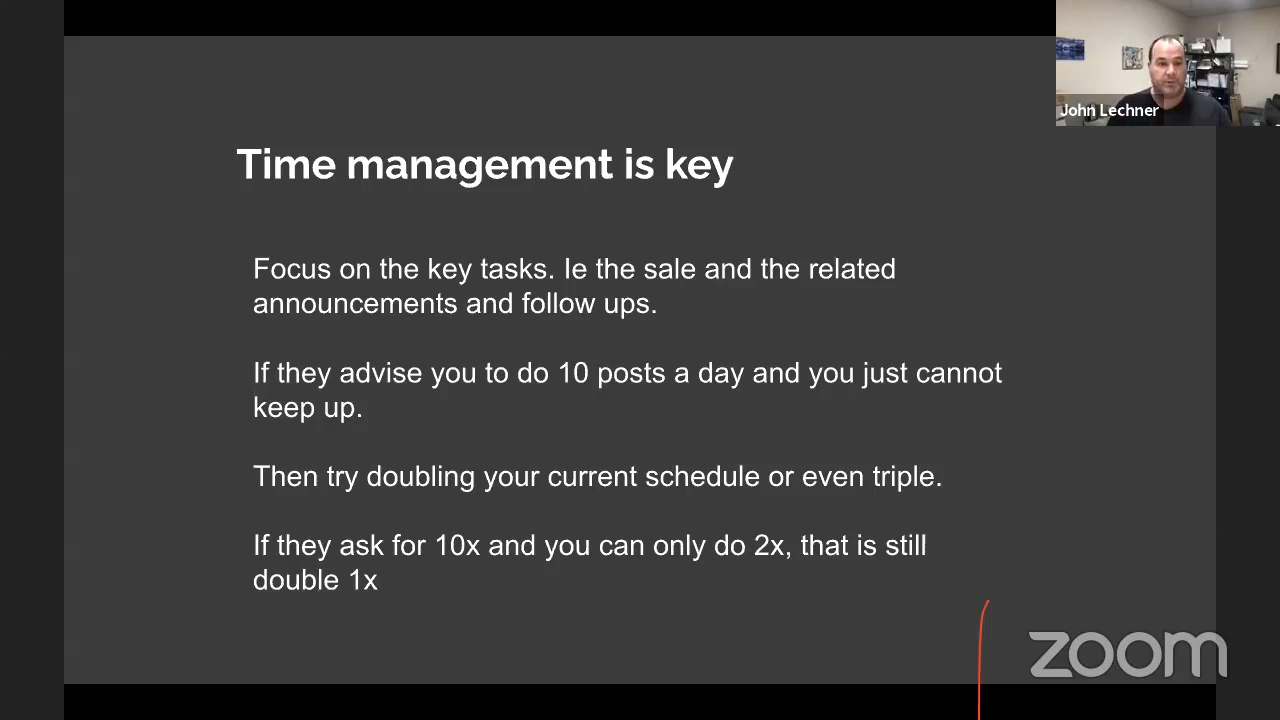 John Lechner
Time management is key
Focus on the key tasks. Ie the sale and the related
announcements and follow ups.
If they advise you to do 10 posts a day and you just cannot
keep up.
Then try doubling your current schedule or even triple.
If they ask for 10x and you can only do 2x, that is still
double 1x
zoom